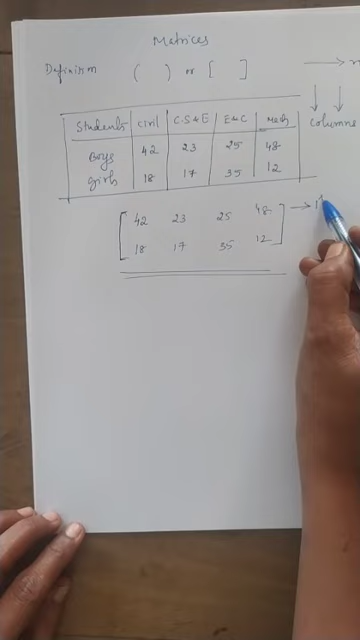 Matrices
Definition ( ) or [ ] →
↓ ↓ columns
Students Civil C.S&E E&C Mech
Boys 42 23 25 48
Girls 18 17 35 12
[ 42 23 25 48 ] →
[ 18 17 35 12 ]